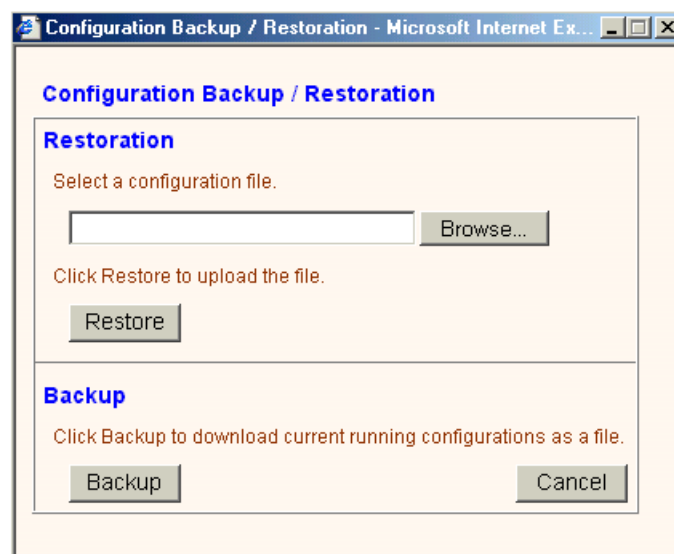 Configuration Backup / Restoration - Microsoft Internet Ex...
Configuration Backup / Restoration
Restoration
Select a configuration file.
Browse...
Click Restore to upload the file.
Restore
Backup
Click Backup to download current running configurations as a file.
Backup
Cancel